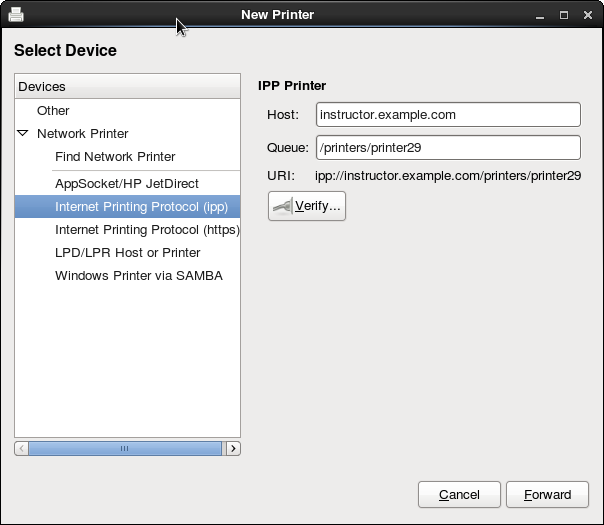 New Printer
Select Device
Devices
Other
Network Printer
Find Network Printer
AppSocket/HP JetDirect
Internet Printing Protocol (ipp)
Internet Printing Protocol (https)
LPD/LPR Host or Printer
Windows Printer via SAMBA
IPP Printer
Host: instructor.example.com
Queue: /printers/printer29
URI: ipp://instructor.example.com/printers/printer29
Verify...
Cancel Forward